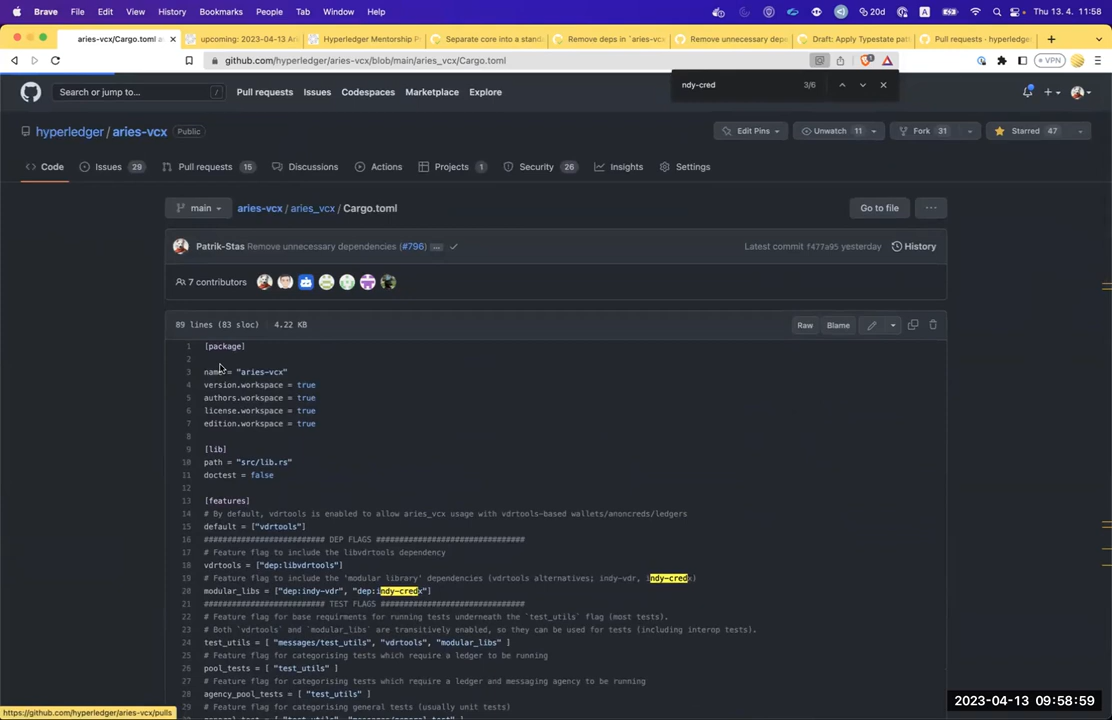 Brave File Edit View History Bookmarks People Tab Window Help 20d A Thu 13. 4. 11:58
aries-vcx/Cargo.toml a upcoming: 2023-04-13 Ari Hyperledger Mentorship P Separate core into a stand Remove deps in `aries-vc Remove unnecessary depe Draft: Apply Typestate pat Pull requests · hyperledge
github.com/hyperledger/aries-vcx/blob/main/aries_vcx/Cargo.toml VPN
ndy-cred 3/6
Search or jump to... / Pull requests Issues Codespaces Marketplace Explore
hyperledger / aries-vcx Public Edit Pins Unwatch 11 Fork 31 Starred 47
Code Issues 29 Pull requests 15 Discussions Actions Projects 1 Security 26 Insights Settings
main aries-vcx / aries_vcx / Cargo.toml Go to file ...
Patrik-Stas Remove unnecessary dependencies (#796) ... Latest commit f477a95 yesterday History
7 contributors
89 lines (83 sloc) 4.22 KB Raw Blame
1 [package]
2
3 name = "aries-vcx"
4 version.workspace = true
5 authors.workspace = true
6 license.workspace = true
7 edition.workspace = true
8
9 [lib]
10 path = "src/lib.rs"
11 doctest = false
12
13 [features]
14 # By default, vdrtools is enabled to allow aries_vcx usage with vdrtools-based wallets/anoncreds/ledgers
15 default = ["vdrtools"]
16 ########################## DEP FLAGS ################################
17 # Feature flag to include the libvdrtools dependency
18 vdrtools = ["dep:libvdrtools"]
19 # Feature flag to include the 'modular library' dependencies (vdrtools alternatives; indy-vdr, indy-credx)
20 modular_libs = ["dep:indy-vdr", "dep:indy-credx"]
21 ########################## TEST FLAGS ###############################
22 # Feature flag for base requirments for running tests underneath the `test_utils` flag (most tests).
23 # Both `vdrtools` and `modular_libs` are transitively enabled, so they can be used for tests (including interop tests).
24 test_utils = [ "messages/test_utils", "vdrtools", "modular_libs" ]
25 # Feature flag for categorising tests which require a ledger to be running
26 pool_tests = [ "test_utils" ]
27 # Feature flag for categorising tests which require a ledger and messaging agency to be running
28 agency_pool_tests = [ "test_utils" ]
https://github.com/hyperledger/aries-vcx/pulls
2023-04-13 09:58:59